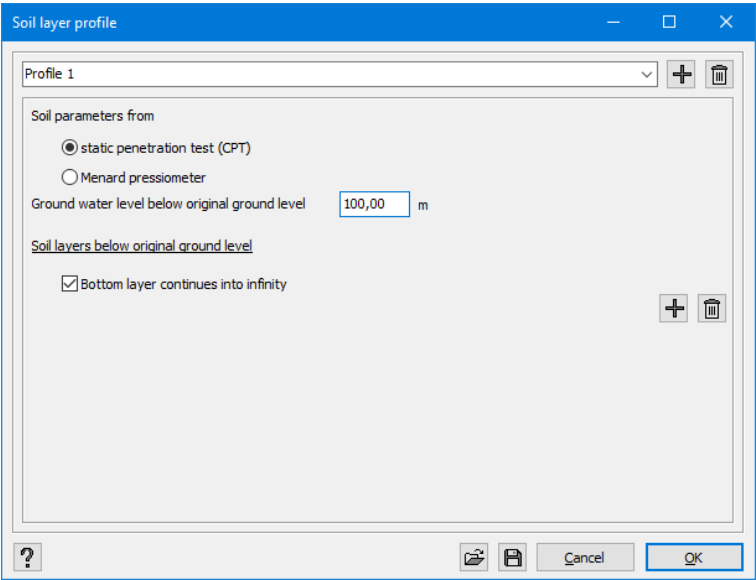 Soil layer profile
Profile 1
Soil parameters from
static penetration test (CPT)
Menard pressiometer
Ground water level below original ground level 100,00 m
Soil layers below original ground level
Bottom layer continues into infinity
? Cancel OK